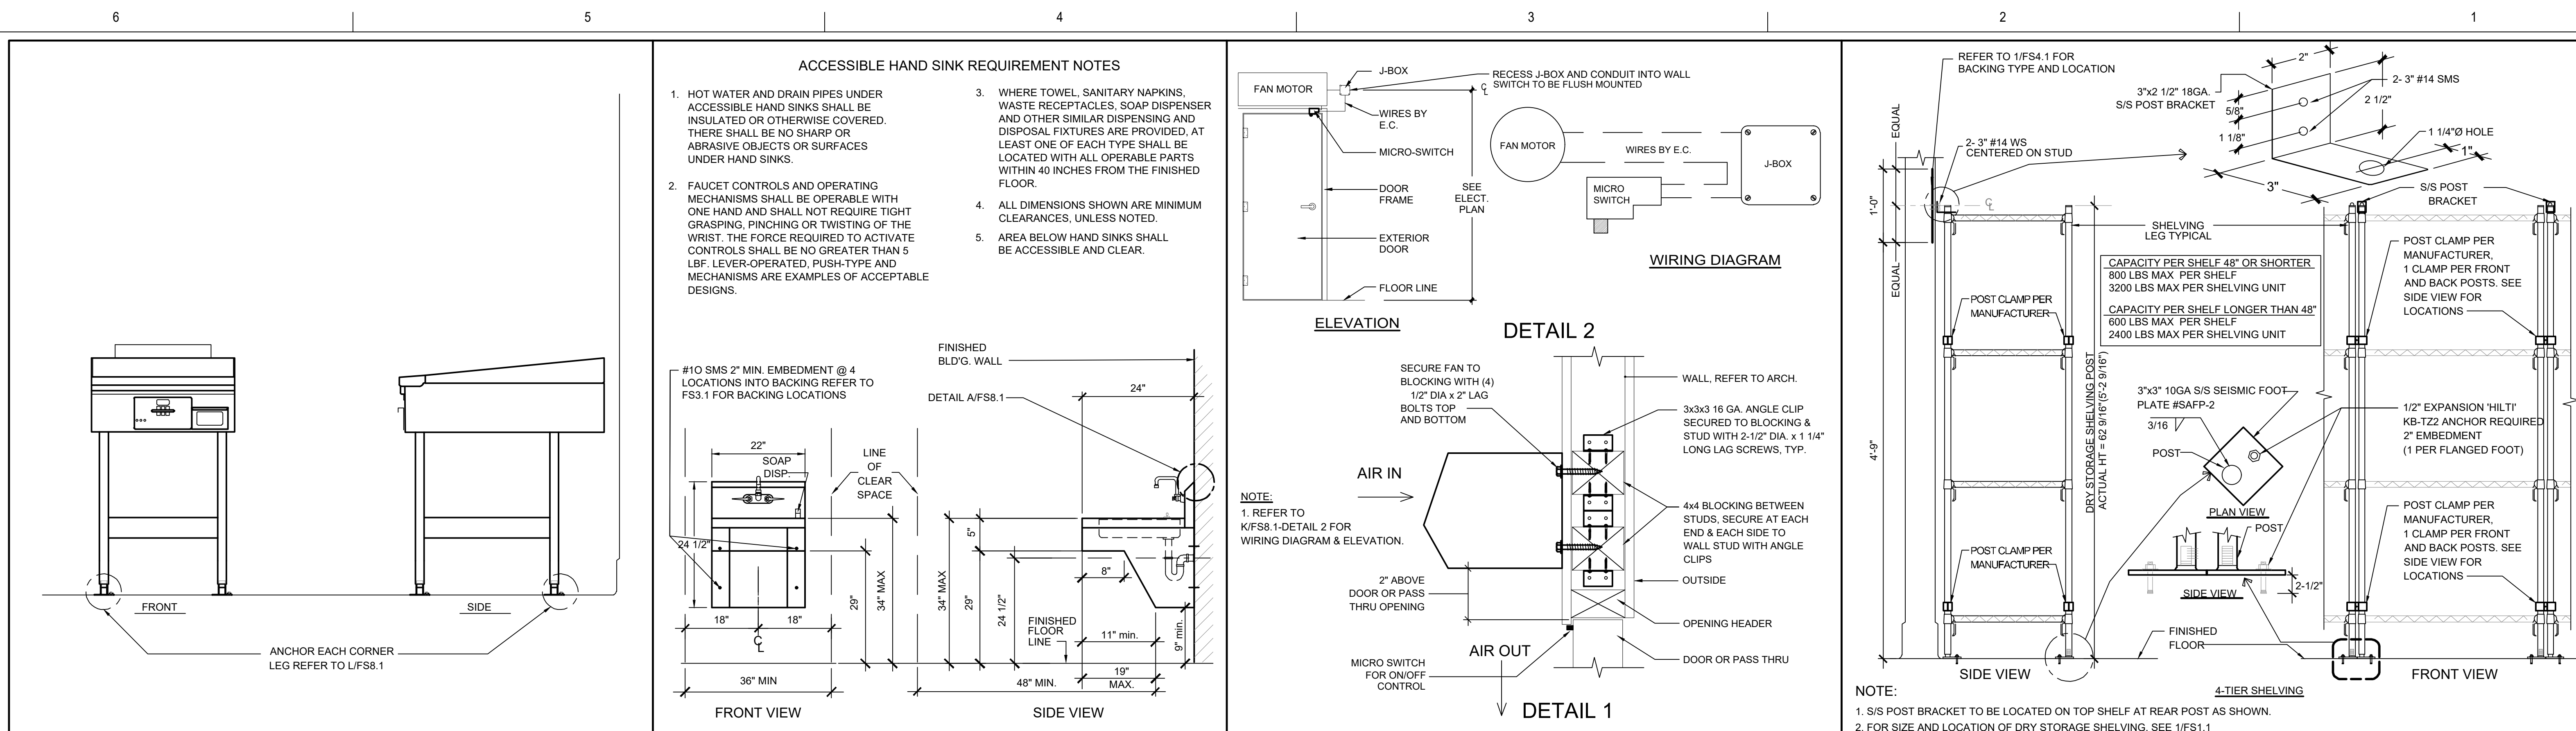 6
5
4
3
2
1
FRONT
SIDE
ANCHOR EACH CORNER
LEG REFER TO L/FS8.1
ACCESSIBLE HAND SINK REQUIREMENT NOTES
1. HOT WATER AND DRAIN PIPES UNDER
ACCESSIBLE HAND SINKS SHALL BE
INSULATED OR OTHERWISE COVERED.
THERE SHALL BE NO SHARP OR
ABRASIVE OBJECTS OR SURFACES
UNDER HAND SINKS.
2. FAUCET CONTROLS AND OPERATING
MECHANISMS SHALL BE OPERABLE WITH
ONE HAND AND SHALL NOT REQUIRE TIGHT
GRASPING, PINCHING OR TWISTING OF THE
WRIST. THE FORCE REQUIRED TO ACTIVATE
CONTROLS SHALL BE NO GREATER THAN 5
LBF. LEVER-OPERATED, PUSH-TYPE AND
MECHANISMS ARE EXAMPLES OF ACCEPTABLE
DESIGNS.
3. WHERE TOWEL, SANITARY NAPKINS,
WASTE RECEPTACLES, SOAP DISPENSER
AND OTHER SIMILAR DISPENSING AND
DISPOSAL FIXTURES ARE PROVIDED, AT
LEAST ONE OF EACH TYPE SHALL BE
LOCATED WITH ALL OPERABLE PARTS
WITHIN 40 INCHES FROM THE FINISHED
FLOOR.
4. ALL DIMENSIONS SHOWN ARE MINIMUM
CLEARANCES, UNLESS NOTED.
5. AREA BELOW HAND SINKS SHALL
BE ACCESSIBLE AND CLEAR.
#1O SMS 2" MIN. EMBEDMENT @ 4
LOCATIONS INTO BACKING REFER TO
FS3.1 FOR BACKING LOCATIONS
FINISHED
BLD'G. WALL
DETAIL A/FS8.1
24"
22"
SOAP
DISP.
LINE
OF
CLEAR
SPACE
24 1/2"
18"
18"
℄
29"
34" MAX
36" MIN
FRONT VIEW
34" MAX
29"
5"
24 1/2"
8"
FINISHED
FLOOR
LINE
11" min.
9" min.
19"
MAX.
48" MIN.
SIDE VIEW
FAN MOTOR
J-BOX
RECESS J-BOX AND CONDUIT INTO WALL
℄ SWITCH TO BE FLUSH MOUNTED
WIRES BY
E.C.
MICRO-SWITCH
DOOR
FRAME
SEE
ELECT.
PLAN
EXTERIOR
DOOR
FLOOR LINE
ELEVATION
FAN MOTOR
WIRES BY E.C.
MICRO
SWITCH
J-BOX
WIRING DIAGRAM
DETAIL 2
SECURE FAN TO
BLOCKING WITH (4)
1/2" DIA x 2" LAG
BOLTS TOP
AND BOTTOM
WALL, REFER TO ARCH.
3x3x3 16 GA. ANGLE CLIP
SECURED TO BLOCKING &
STUD WITH 2-1/2" DIA. x 1 1/4"
LONG LAG SCREWS, TYP.
AIR IN
NOTE:
1. REFER TO
K/FS8.1-DETAIL 2 FOR
WIRING DIAGRAM & ELEVATION.
4x4 BLOCKING BETWEEN
STUDS, SECURE AT EACH
END & EACH SIDE TO
WALL STUD WITH ANGLE
CLIPS
2" ABOVE
DOOR OR PASS
THRU OPENING
OUTSIDE
OPENING HEADER
AIR OUT
MICRO SWITCH
FOR ON/OFF
CONTROL
DOOR OR PASS THRU
DETAIL 1
REFER TO 1/FS4.1 FOR
BACKING TYPE AND LOCATION
2"
2- 3" #14 SMS
3"x2 1/2" 18GA.
S/S POST BRACKET
5/8"
2 1/2"
1 1/8"
1 1/4"Ø HOLE
1"
3"
EQUAL
2- 3" #14 WS
CENTERED ON STUD
1'-0"
EQUAL
℄
S/S POST
BRACKET
SHELVING
LEG TYPICAL
CAPACITY PER SHELF 48" OR SHORTER
800 LBS MAX PER SHELF
3200 LBS MAX PER SHELVING UNIT
CAPACITY PER SHELF LONGER THAN 48"
600 LBS MAX PER SHELF
2400 LBS MAX PER SHELVING UNIT
POST CLAMP PER
MANUFACTURER,
1 CLAMP PER FRONT
AND BACK POSTS. SEE
SIDE VIEW FOR
LOCATIONS
POST CLAMP PER
MANUFACTURER
4'-9"
DRY STORAGE SHELVING POST
ACTUAL HT = 62 9/16"(5'-2 9/16")
3"x3" 10GA S/S SEISMIC FOOT
PLATE #SAFP-2
3/16
POST
1/2" EXPANSION 'HILTI'
KB-TZ2 ANCHOR REQUIRED
2" EMBEDMENT
(1 PER FLANGED FOOT)
PLAN VIEW
POST
SIDE VIEW
2-1/2"
POST CLAMP PER
MANUFACTURER
POST CLAMP PER
MANUFACTURER,
1 CLAMP PER FRONT
AND BACK POSTS. SEE
SIDE VIEW FOR
LOCATIONS
FINISHED
FLOOR
SIDE VIEW
FRONT VIEW
4-TIER SHELVING
NOTE:
1. S/S POST BRACKET TO BE LOCATED ON TOP SHELF AT REAR POST AS SHOWN.
2. FOR SIZE AND LOCATION OF DRY STORAGE SHELVING, SEE 1/FS1.1